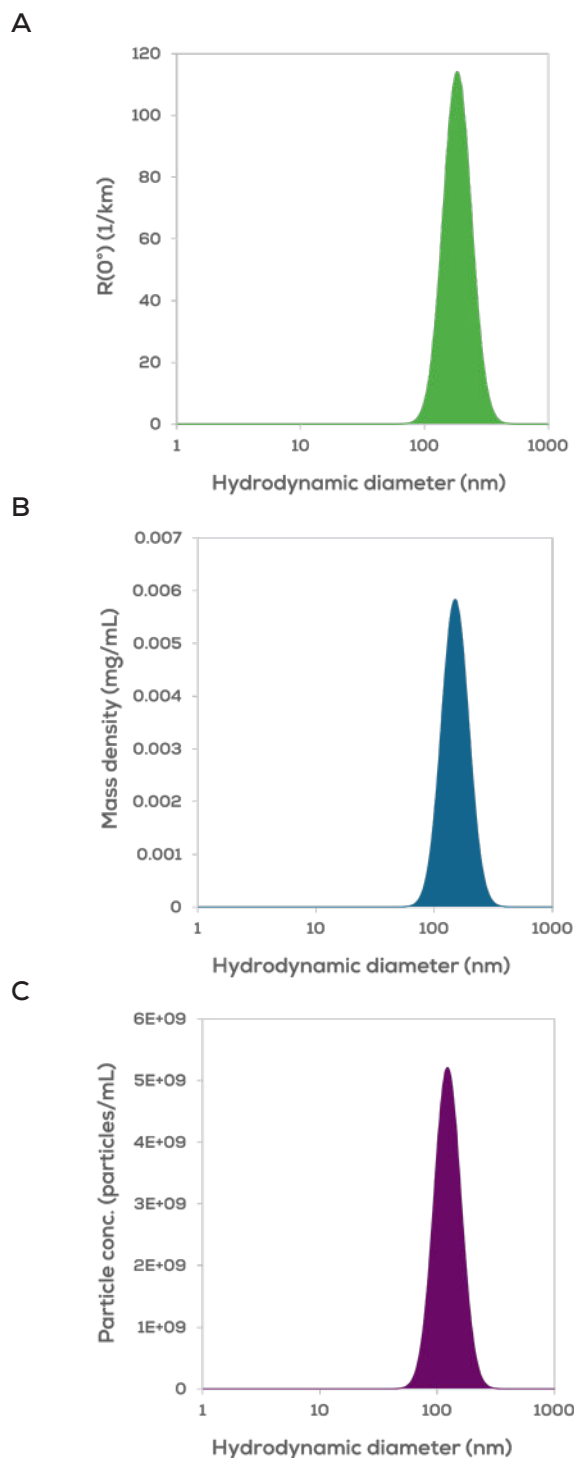 A
120
100
80
60
40
20
0
R(0°) (1/km)
1 10 100 1000
Hydrodynamic diameter (nm)
B
0.007
0.006
0.005
0.004
0.003
0.002
0.001
0
Mass density (mg/mL)
1 10 100 1000
Hydrodynamic diameter (nm)
C
6E+09
5E+09
4E+09
3E+09
2E+09
1E+09
0
Particle conc. (particles/mL)
1 10 100 1000
Hydrodynamic diameter (nm)